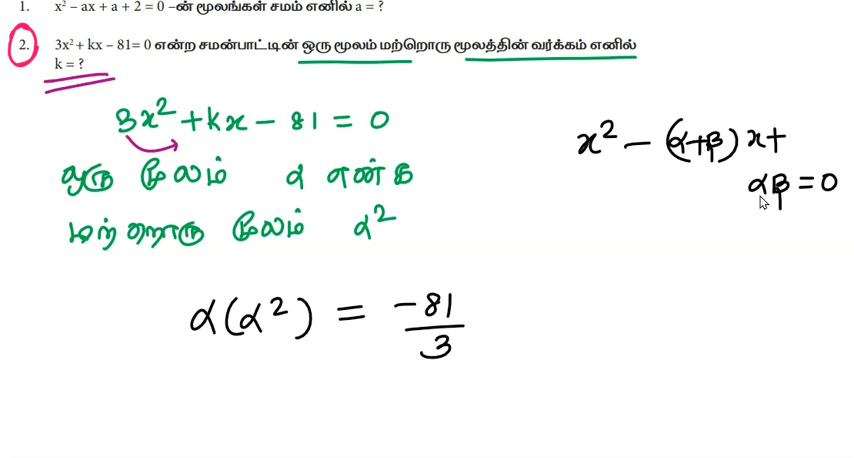 1. x² – ax + a + 2 = 0 –ன் மூலங்கள் சமம் எனில் a = ?
2. 3x² + kx – 81= 0 என்ற சமன்பாட்டின் ஒரு மூலம் மற்றொரு மூலத்தின் வர்க்கம் எனில்
k = ?
3x² + kx – 81 = 0
ஒரு மூலம் α என்க
மற்றொரு மூலம் α²
α(α²) = -81/3
x² – (α+β) x+
αβ = 0